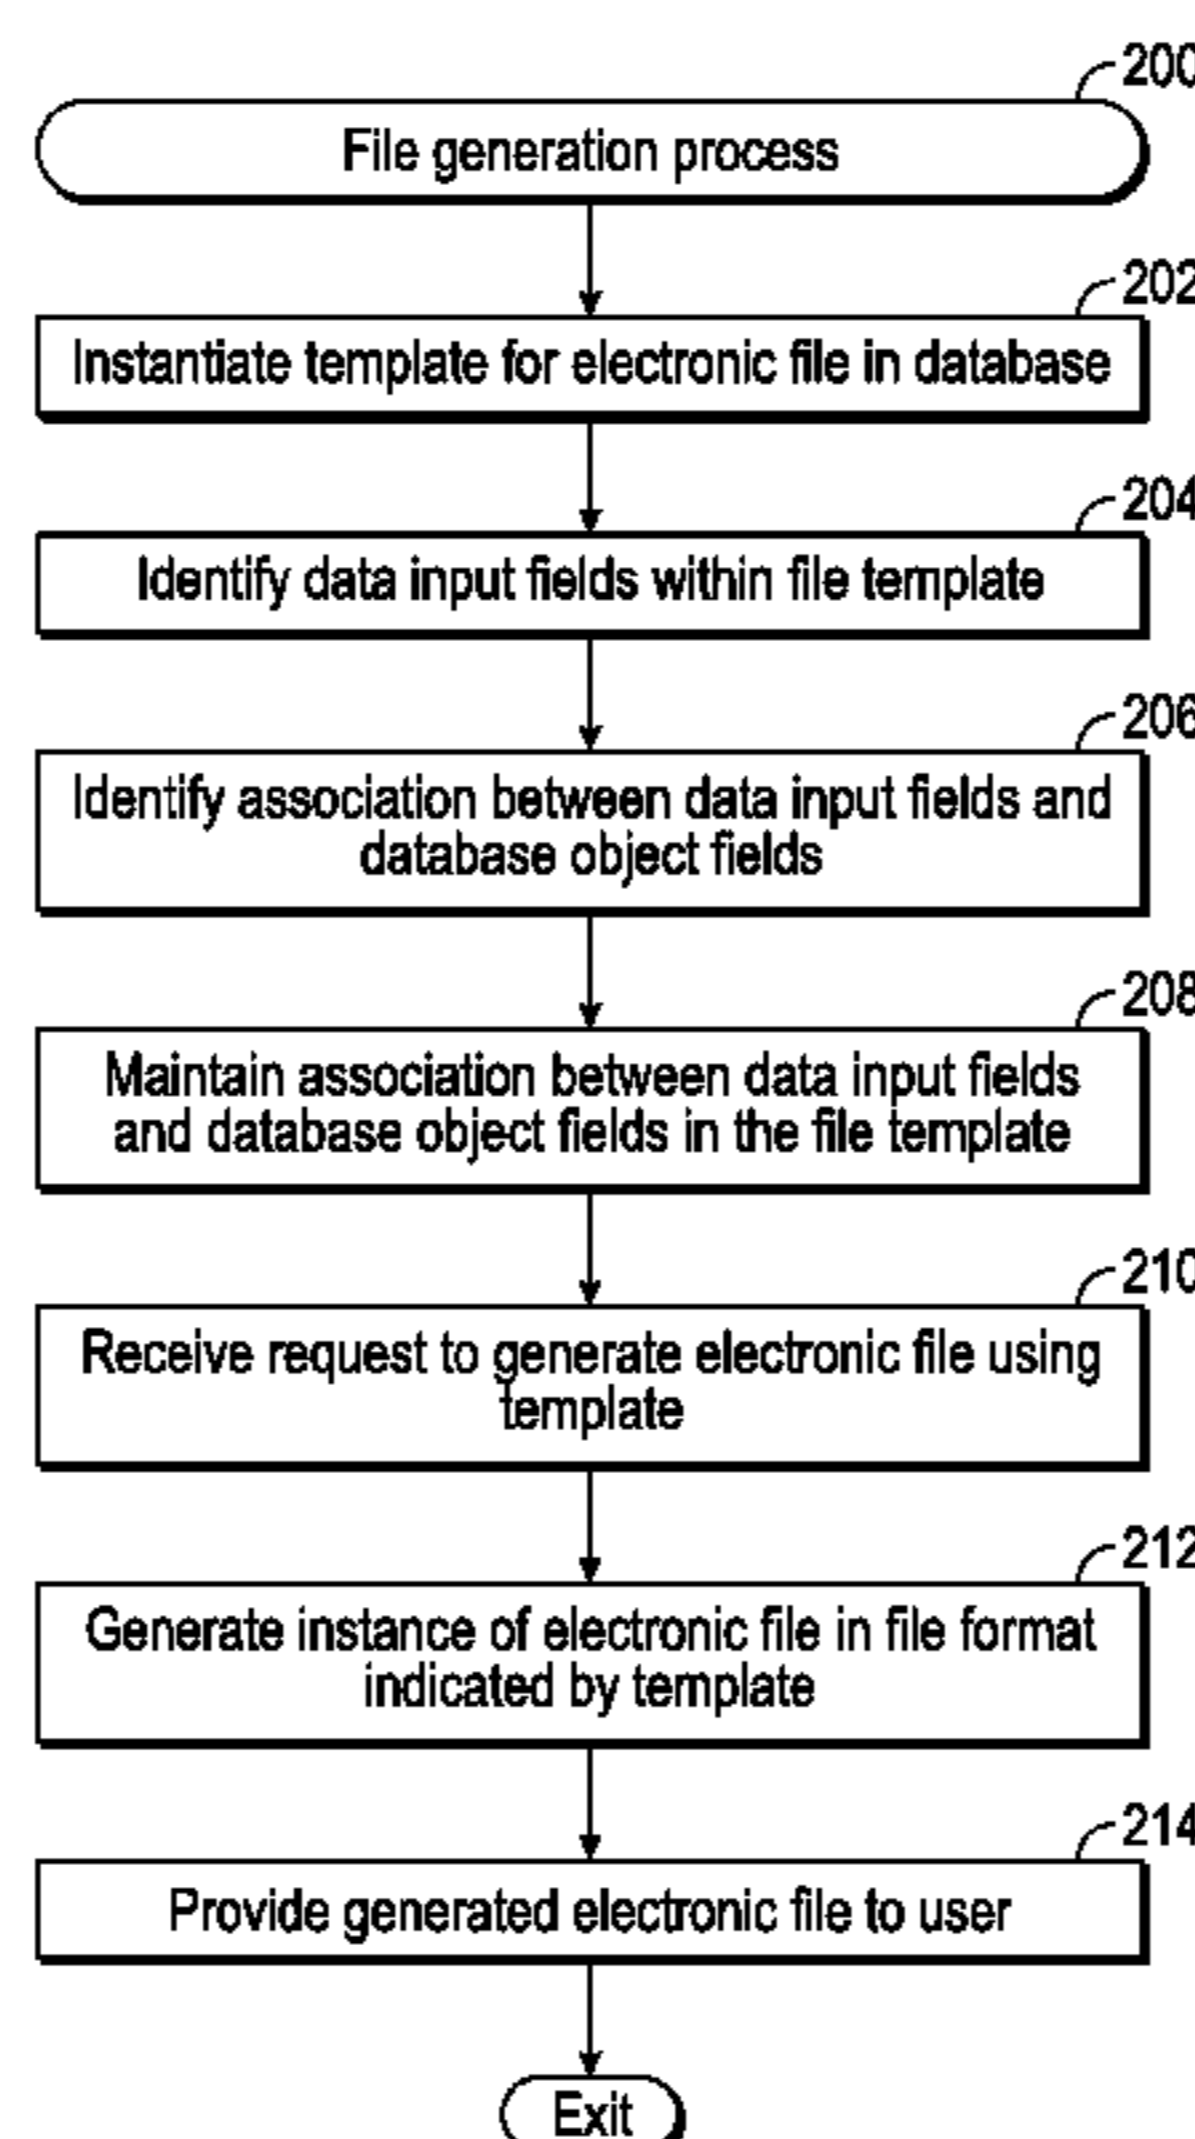 200
File generation process
202
Instantiate template for electronic file in database
204
Identify data input fields within file template
206
Identify association between data input fields and
database object fields
208
Maintain association between data input fields
and database object fields in the file template
210
Receive request to generate electronic file using
template
212
Generate instance of electronic file in file format
indicated by template
214
Provide generated electronic file to user
Exit